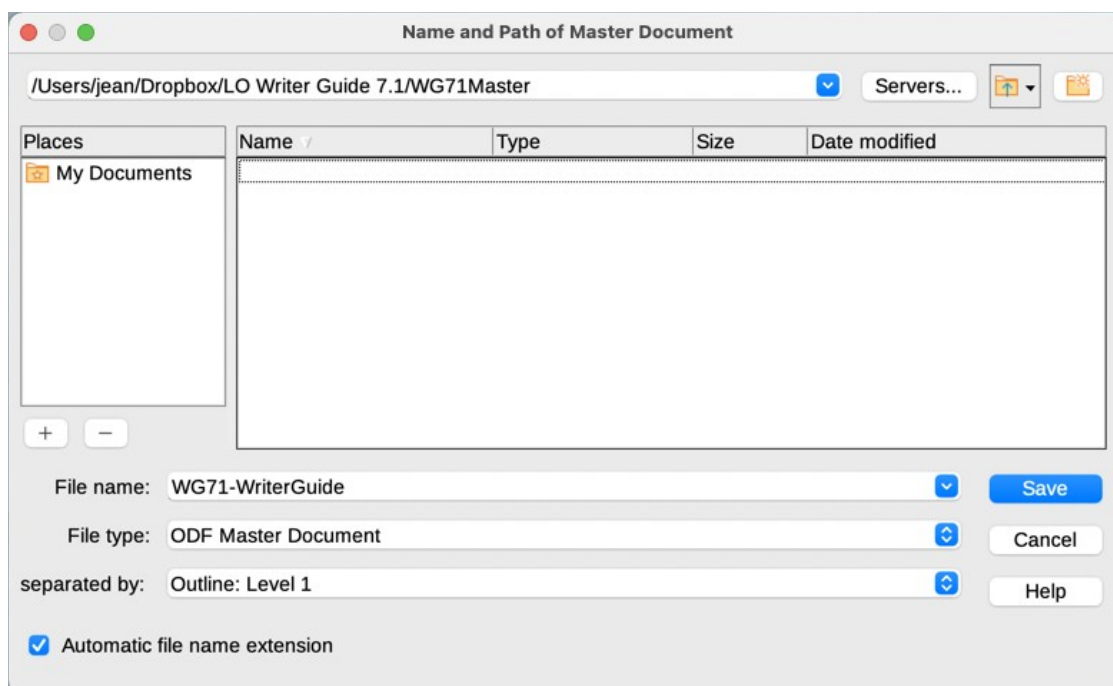 Name and Path of Master Document
/Users/jean/Dropbox/LO Writer Guide 7.1/WG71Master
Servers...
Places
Name Type Size Date modified
My Documents
+ −
File name: WG71-WriterGuide
Save
File type: ODF Master Document
Cancel
separated by: Outline: Level 1
Help
Automatic file name extension